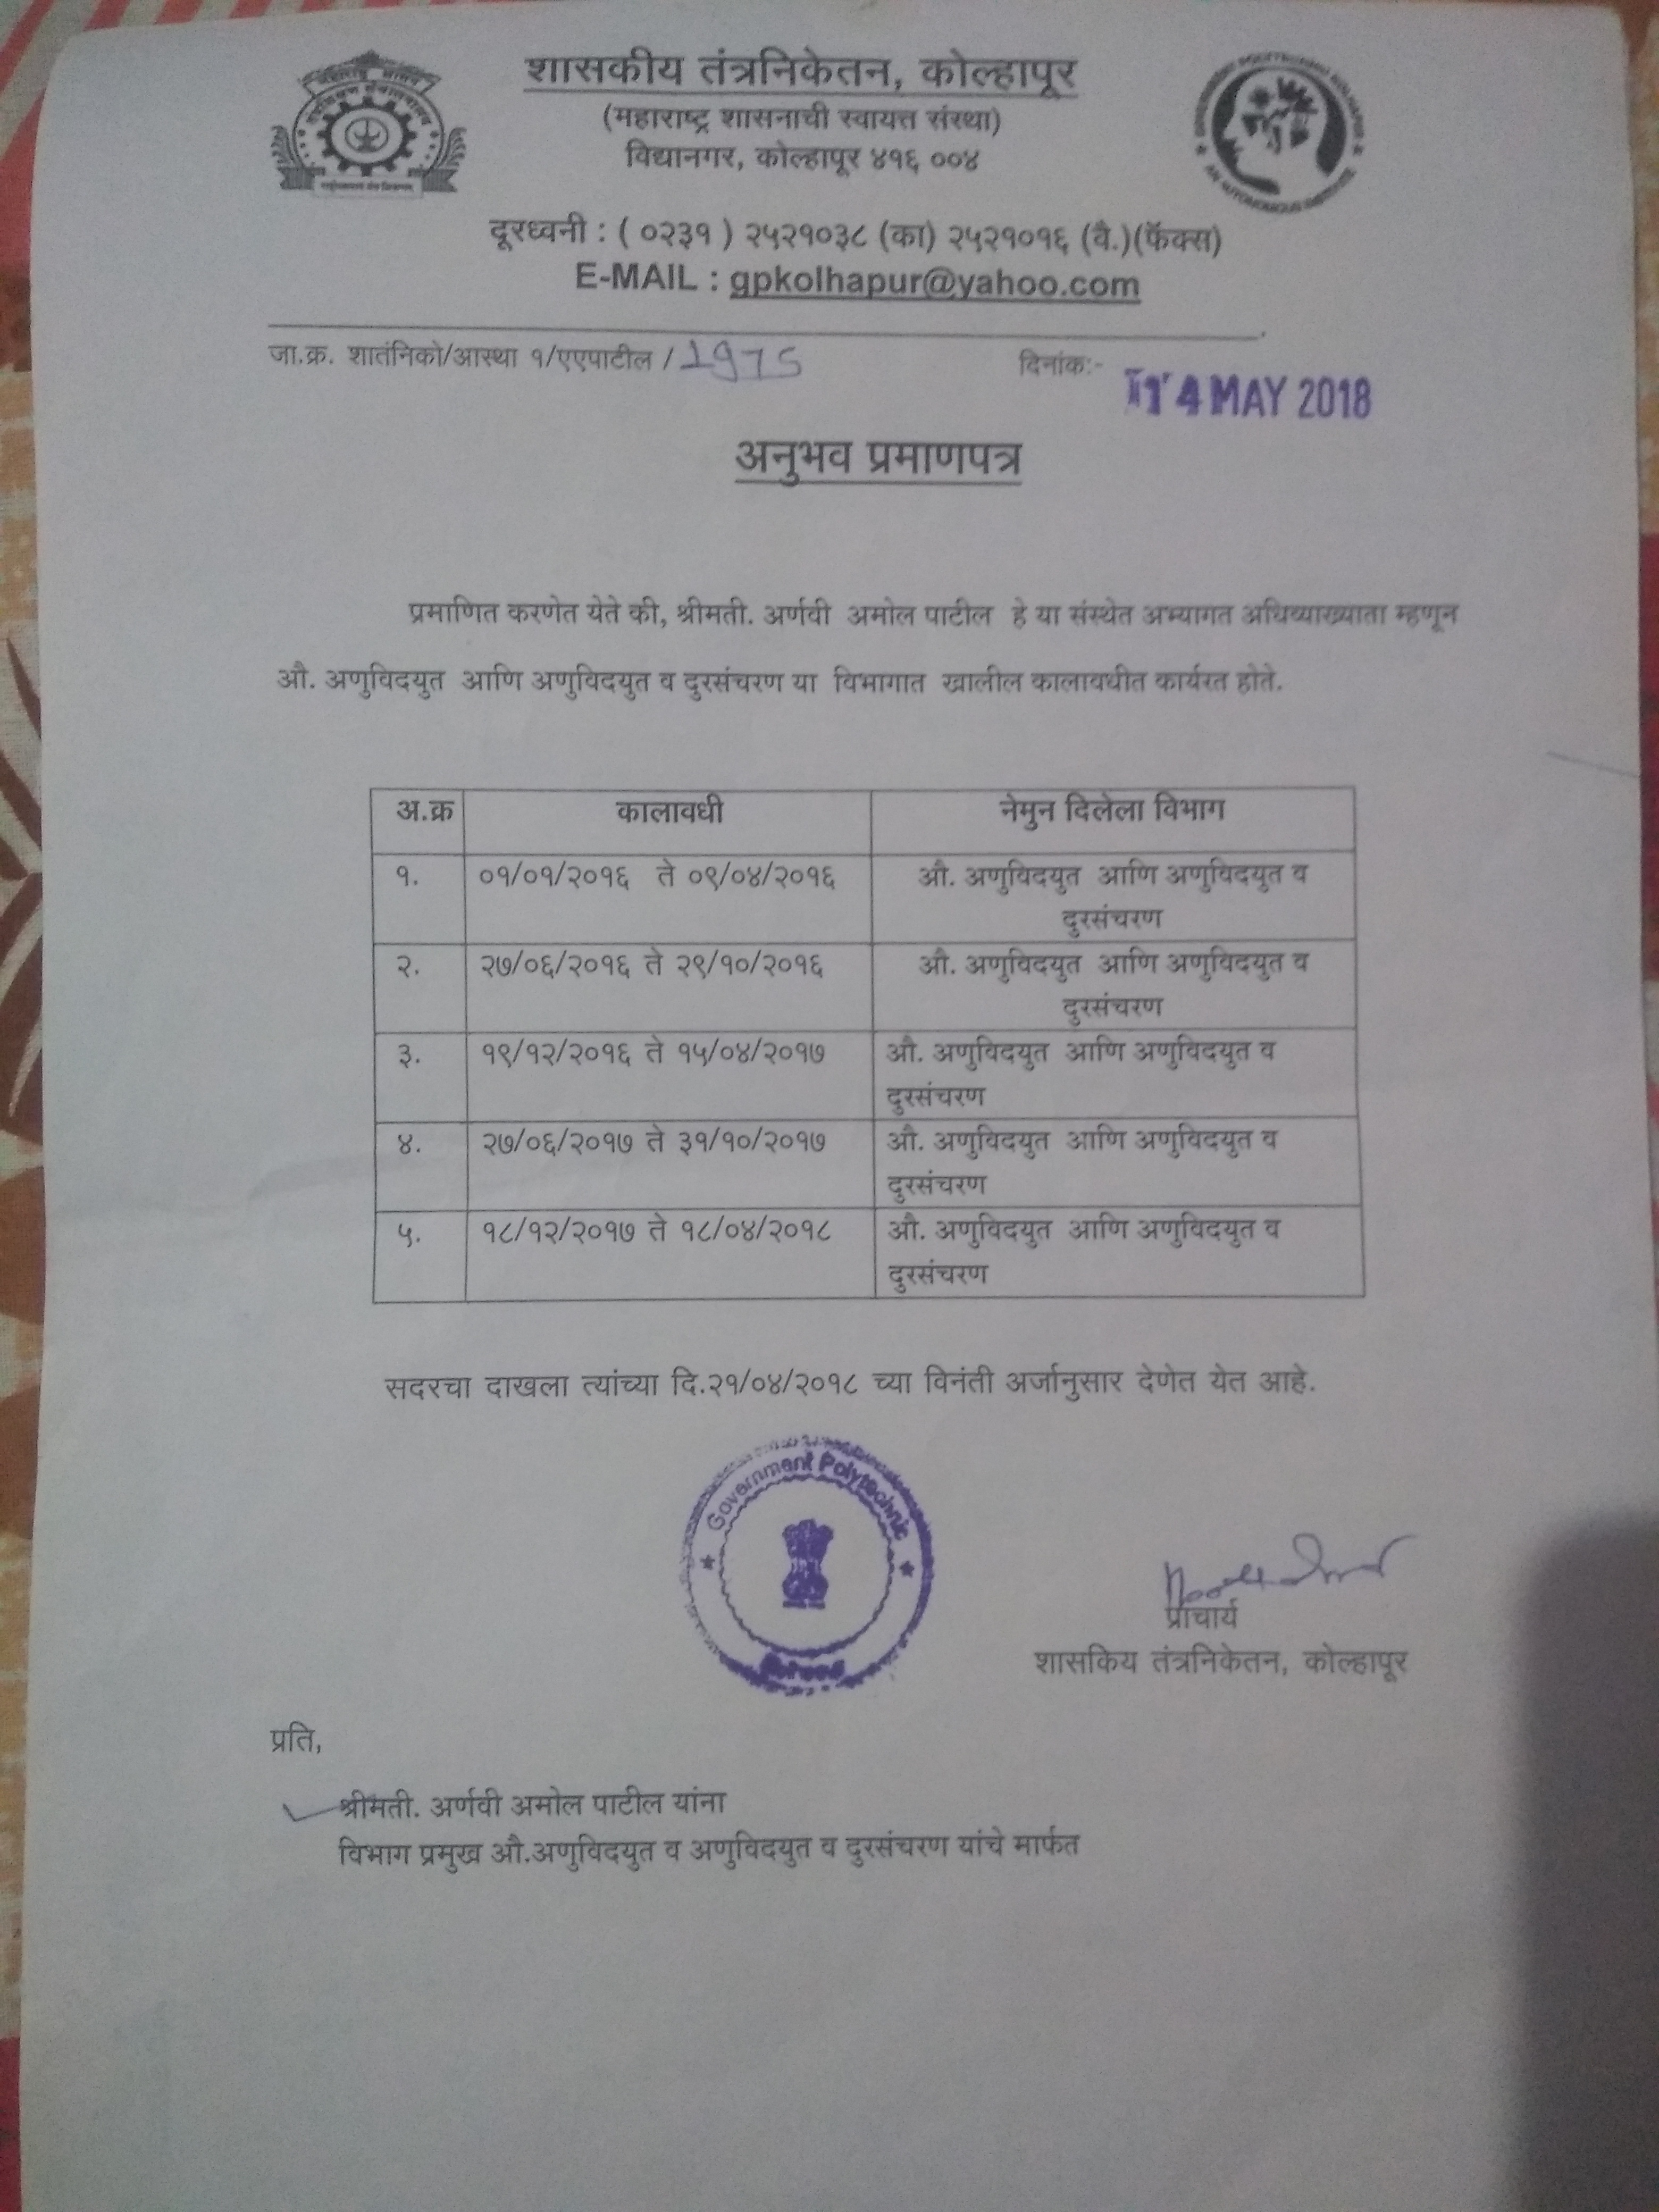 शासकीय तंत्रनिकेतन, कोल्हापूर
(महाराष्ट्र शासनाची स्वायत्त संस्था)
विद्यानगर, कोल्हापूर ४१६ ००४
दूरध्वनी : ( ०२३१ ) २५२१०३८ (का) २५२१०१६ (वै.)(फॅक्स)
E-MAIL : gpkolhapur@yahoo.com
जा.क्र. शातंनिको/आस्था १/एएपाटील / 1975 दिनांकः-
14 MAY 2018
अनुभव प्रमाणपत्र
प्रमाणित करणेत येते की, श्रीमती. अर्णवी अमोल पाटील हे या संस्थेत अभ्यागत अधिव्याख्याता म्हणून
औ. अणुविदयुत आणि अणुविदयुत व दुरसंचरण या विभागात खालील कालावधीत कार्यरत होते.
अ.क्र कालावधी नेमुन दिलेला विभाग
१. ०१/०१/२०१६ ते ०९/०४/२०१६ औ. अणुविदयुत आणि अणुविदयुत व
दुरसंचरण
२. २७/०६/२०१६ ते २९/१०/२०१६ औ. अणुविदयुत आणि अणुविदयुत व
दुरसंचरण
३. १९/१२/२०१६ ते १५/०४/२०१७ औ. अणुविदयुत आणि अणुविदयुत व
दुरसंचरण
४. २७/०६/२०१७ ते ३१/१०/२०१७ औ. अणुविदयुत आणि अणुविदयुत व
दुरसंचरण
५. १८/१२/२०१७ ते १८/०४/२०१८ औ. अणुविदयुत आणि अणुविदयुत व
दुरसंचरण
सदरचा दाखला त्यांच्या दि.२१/०४/२०१८ च्या विनंती अर्जानुसार देणेत येत आहे.
Government Polytechnic
प्राचार्य
शासकिय तंत्रनिकेतन, कोल्हापूर
प्रति,
श्रीमती. अर्णवी अमोल पाटील यांना
विभाग प्रमुख औ.अणुविदयुत व अणुविदयुत व दुरसंचरण यांचे मार्फत